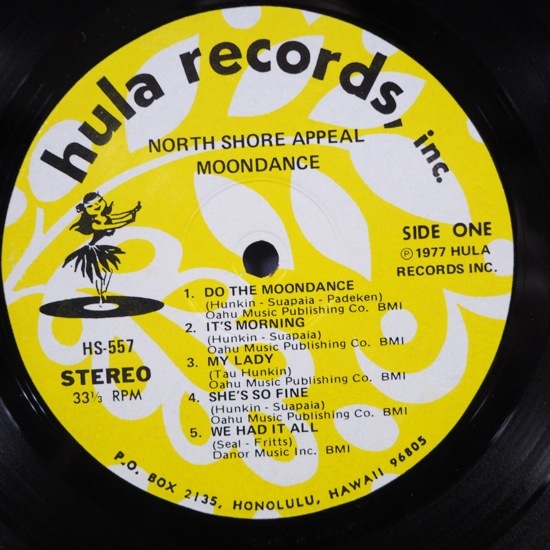 hula records, inc.
NORTH SHORE APPEAL
MOONDANCE
SIDE ONE
℗ 1977 HULA
RECORDS INC.
HS-557
STEREO
33⅓ RPM
1. DO THE MOONDANCE
(Hunkin - Suapaia - Padeken)
Oahu Music Publishing Co. BMI
2. IT'S MORNING
(Hunkin - Suapaia)
Oahu Music Publishing Co. BMI
3. MY LADY
(Tau Hunkin)
Oahu Music Publishing Co. BMI
4. SHE'S SO FINE
(Hunkin - Suapaia)
Oahu Music Publishing Co. BMI
5. WE HAD IT ALL
(Seal - Fritts)
Danor Music Inc. BMI
P.O. BOX 2135, HONOLULU, HAWAII 96805